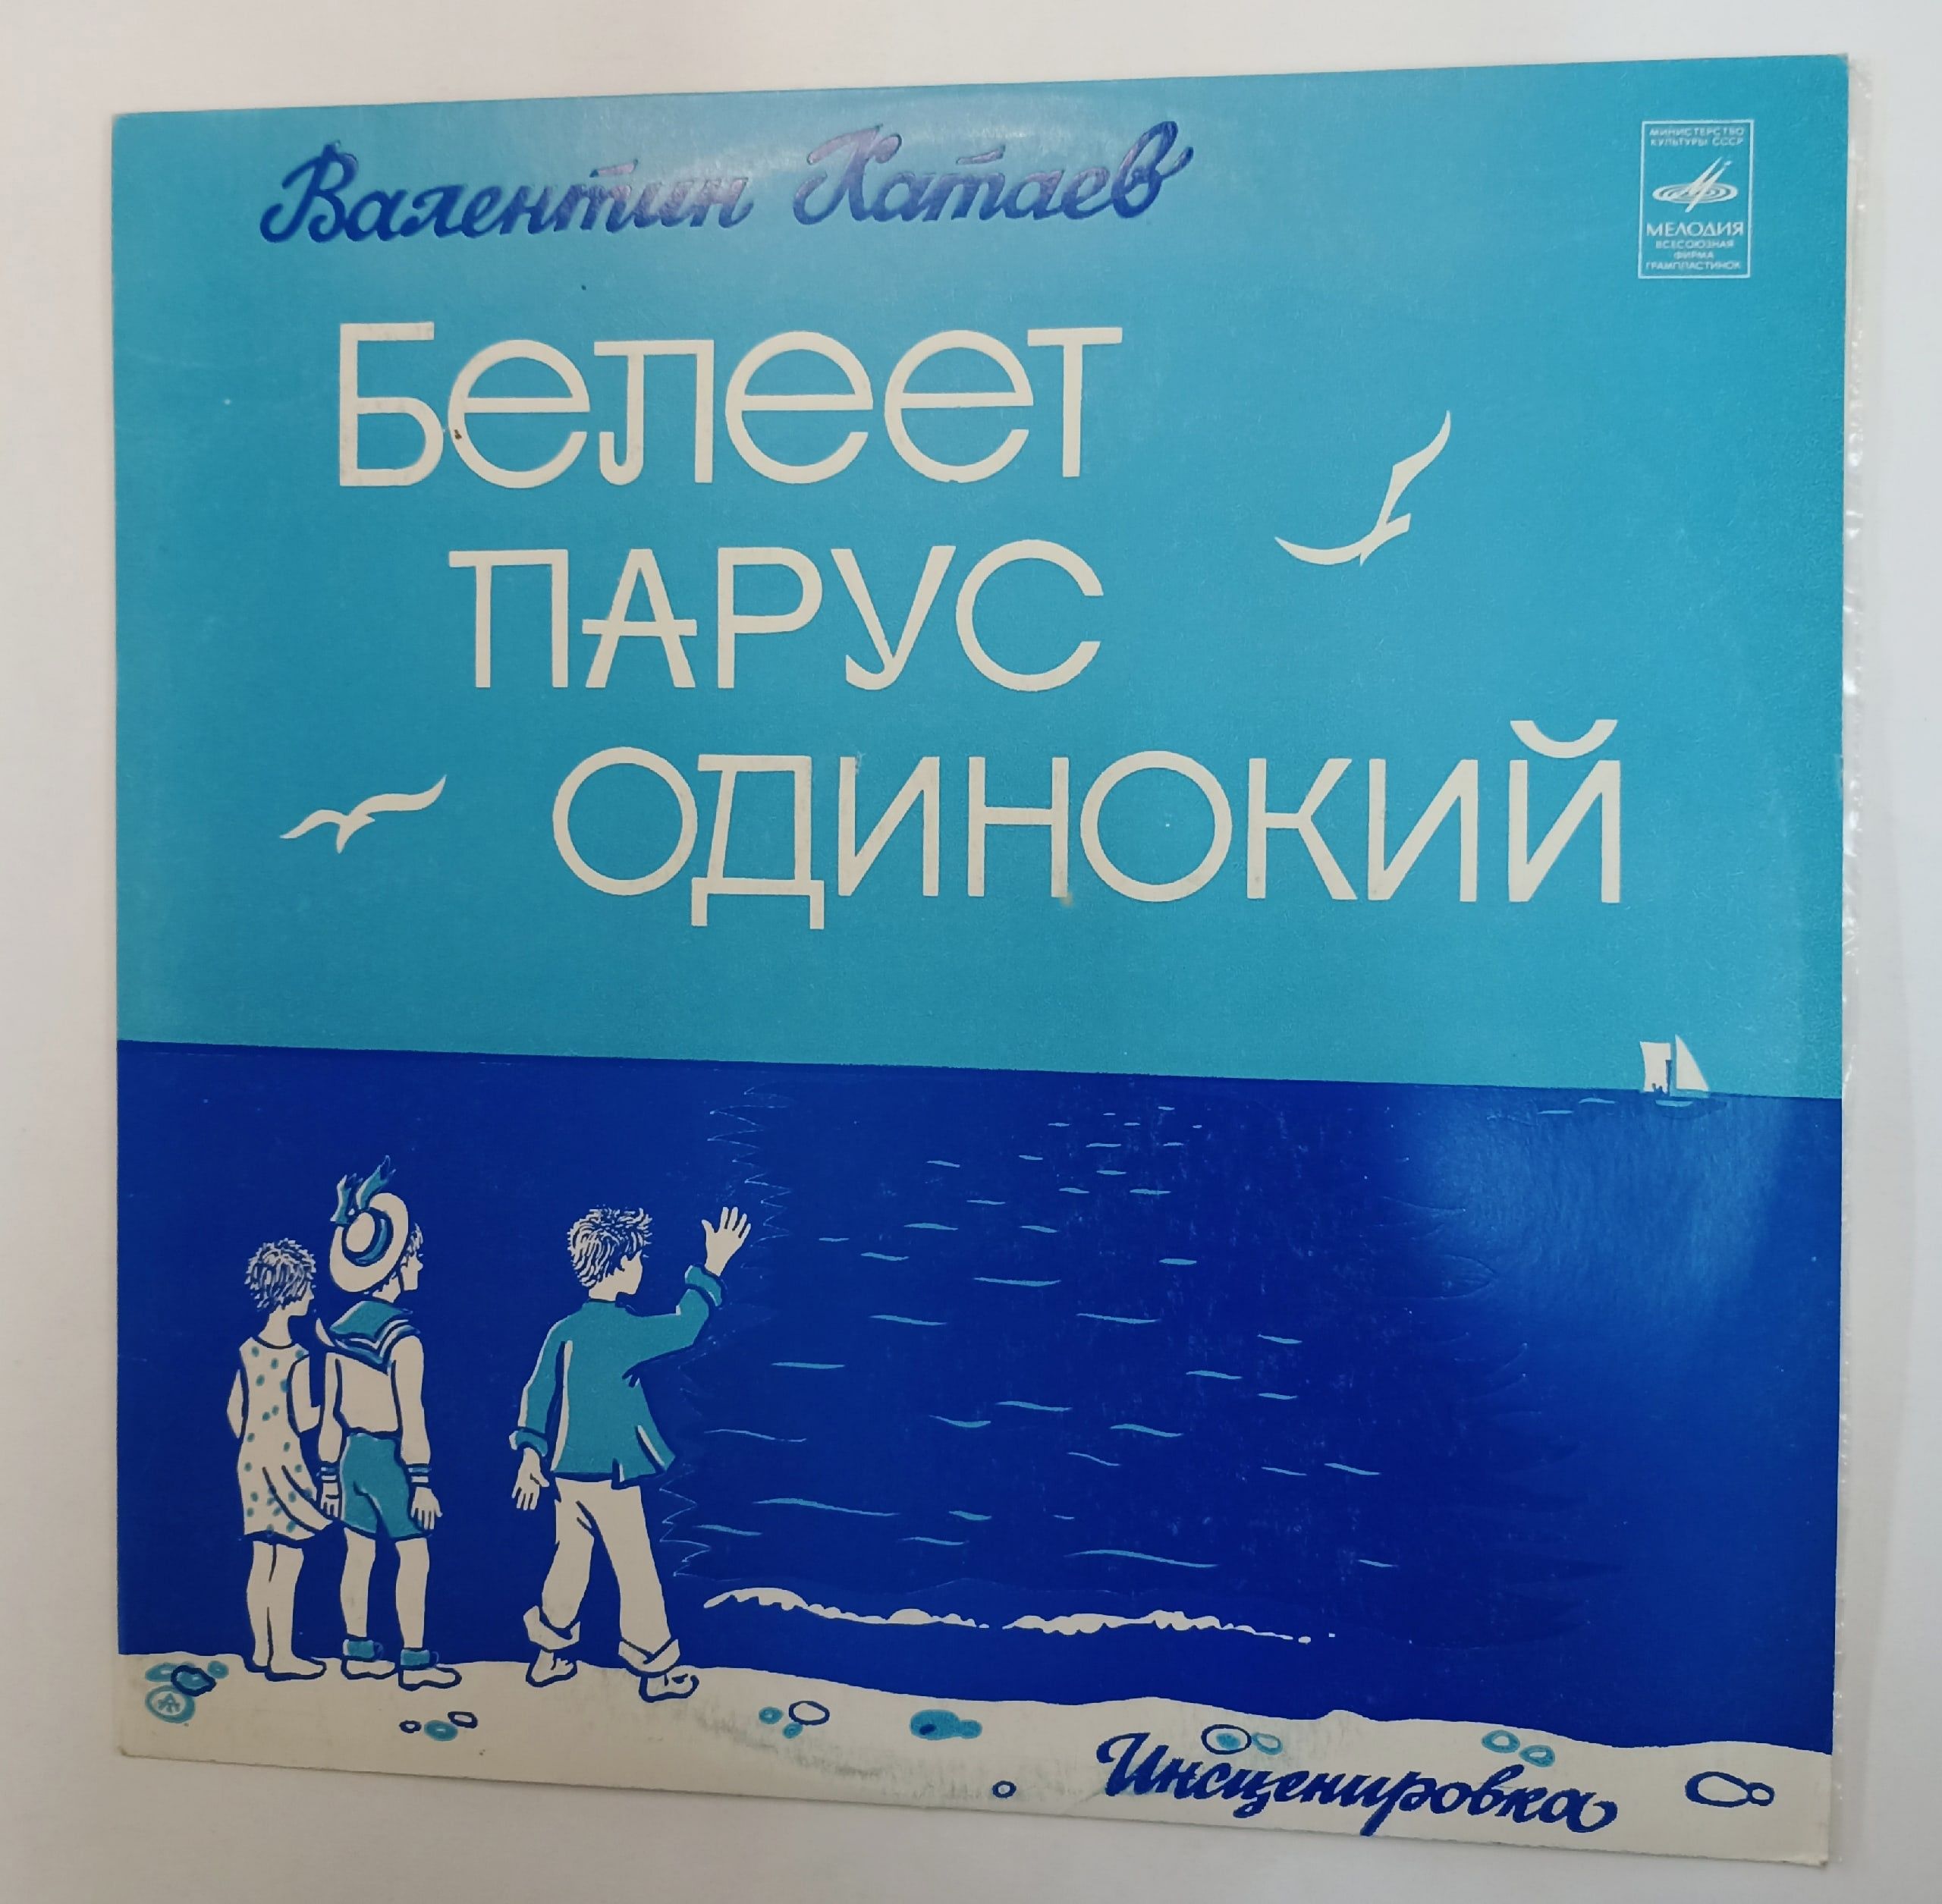 Валентин Катаев
МИНИСТЕРСТВО
КУЛЬТУРЫ СССР
МЕЛОДИЯ
ВСЕСОЮЗНАЯ
ФИРМА
ГРАМПЛАСТИНОК
БЕЛЕЕТ
ПАРУС
ОДИНОКИЙ
Инсценировка